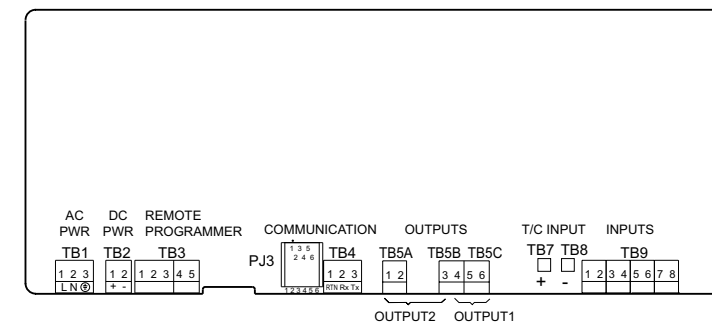 AC DC REMOTE
PWR PWR PROGRAMMER COMMUNICATION OUTPUTS T/C INPUT INPUTS
TB1 TB2 TB3 PJ3 TB4 TB5A TB5B TB5C TB7 TB8 TB9
1 3 5
2 4 6
1 2 3 1 2 1 2 3 4 5 1 2 3 1 2 3 4 5 6 1 2 3 4 5 6 7 8
L N + - 1 2 3 4 5 6 RTN Rx Tx + -
OUTPUT2 OUTPUT1